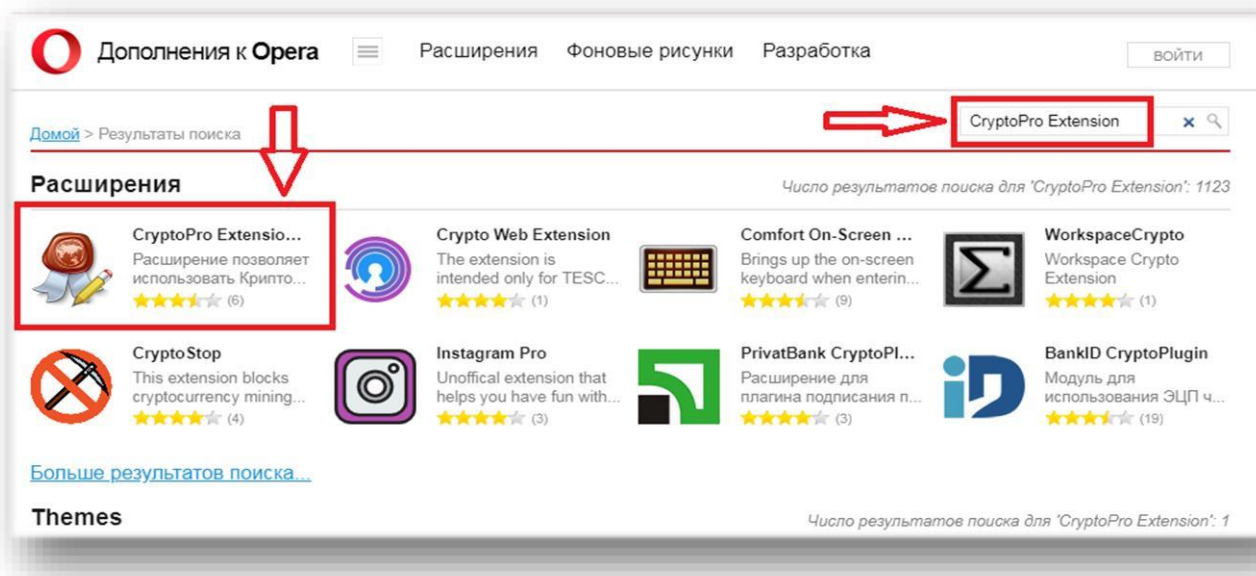 Дополнения к Opera
Расширения Фоновые рисунки Разработка
ВОЙТИ
Домой > Результаты поиска
CryptoPro Extension
Расширения
Число результатов поиска для 'CryptoPro Extension': 1123
CryptoPro Extensio...
Расширение позволяет
использовать Крипто...
(6)
Crypto Web Extension
The extension is
intended only for TESC...
(1)
Comfort On-Screen ...
Brings up the on-screen
keyboard when enterin...
(9)
WorkspaceCrypto
Workspace Crypto
Extension
(1)
CryptoStop
This extension blocks
cryptocurrency mining...
(4)
Instagram Pro
Unoffical extension that
helps you have fun with...
(3)
PrivatBank CryptoPl...
Расширение для
плагина подписания п...
(3)
BankID CryptoPlugin
Модуль для
использования ЭЦП ч...
(19)
Больше результатов поиска...
Themes
Число результатов поиска для 'CryptoPro Extension': 1